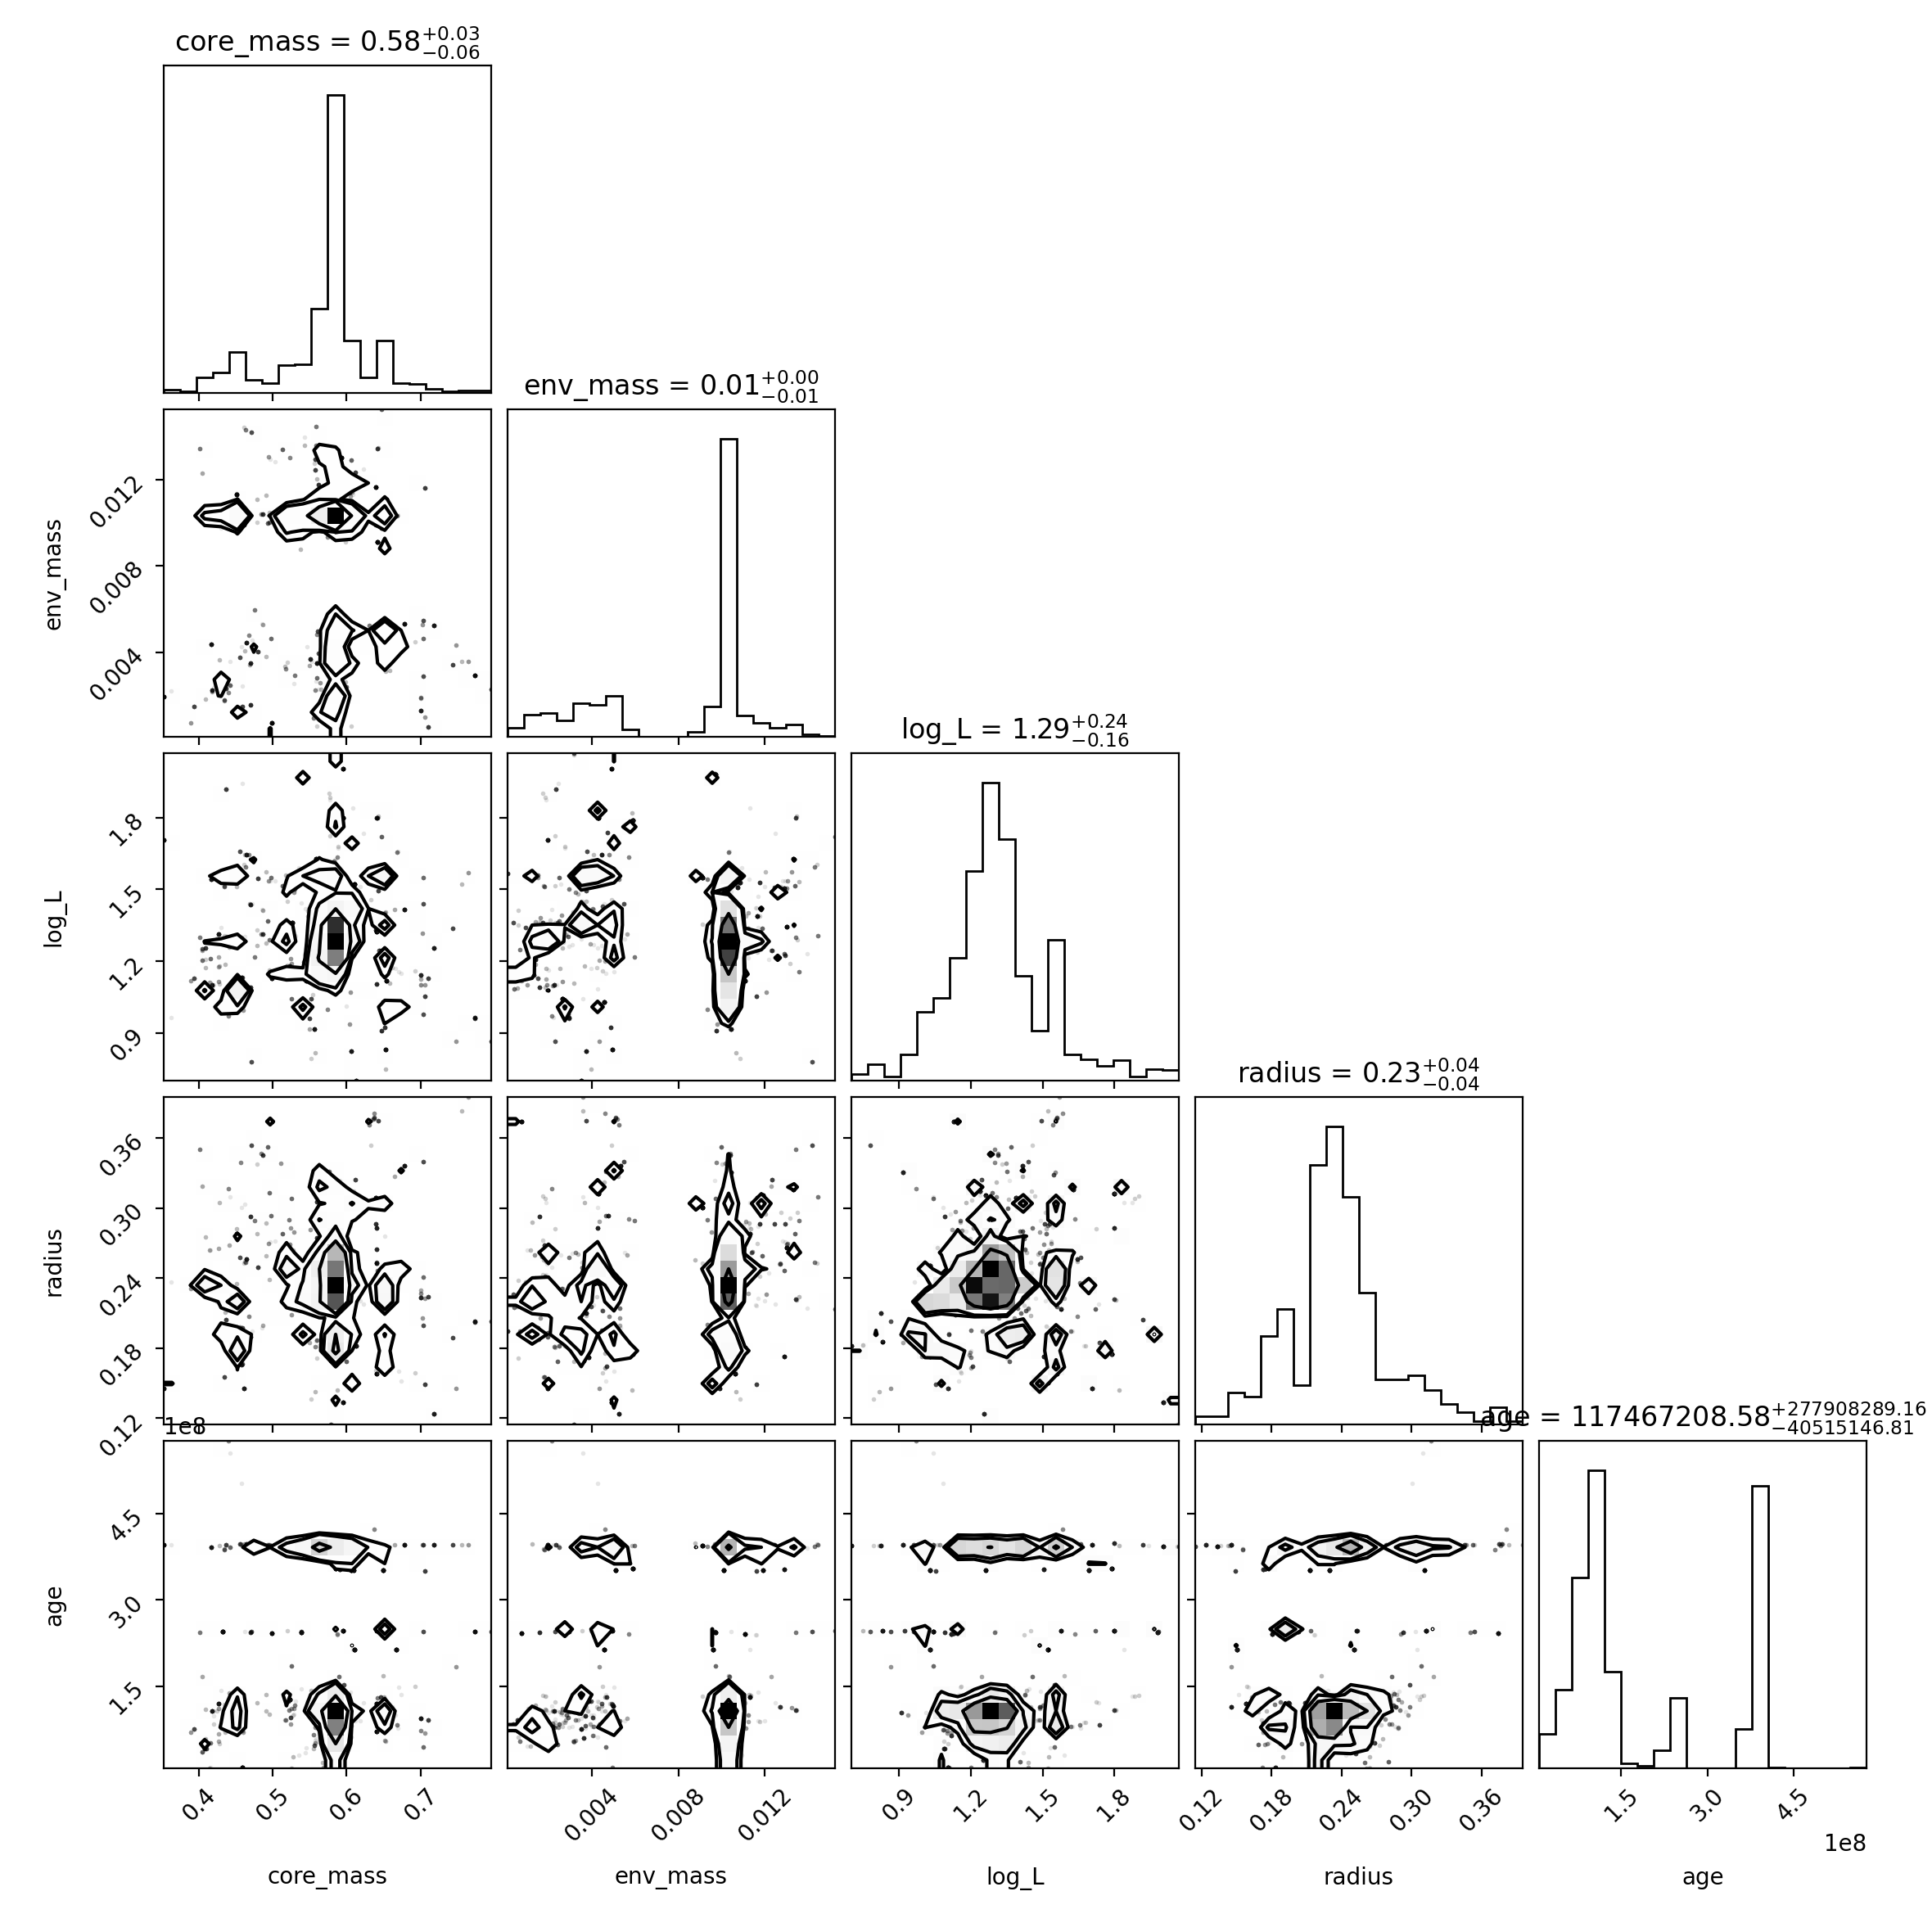 core_mass = 0.58+0.03−0.06
env_mass = 0.01+0.00−0.01
env_mass
0.012
0.008
0.004
log_L = 1.29+0.24−0.16
log_L
1.8
1.5
1.2
0.9
radius = 0.23+0.04−0.04
radius
0.36
0.30
0.24
0.18
0.12
1e8
age = 117467208.58+277908289.16−40515146.81
age
4.5
3.0
1.5
0.4 0.5 0.6 0.7
0.004 0.008 0.012
0.9 1.2 1.5 1.8
0.12 0.18 0.24 0.30 0.36
1.5 3.0 4.5
1e8
core_mass
env_mass
log_L
radius
age